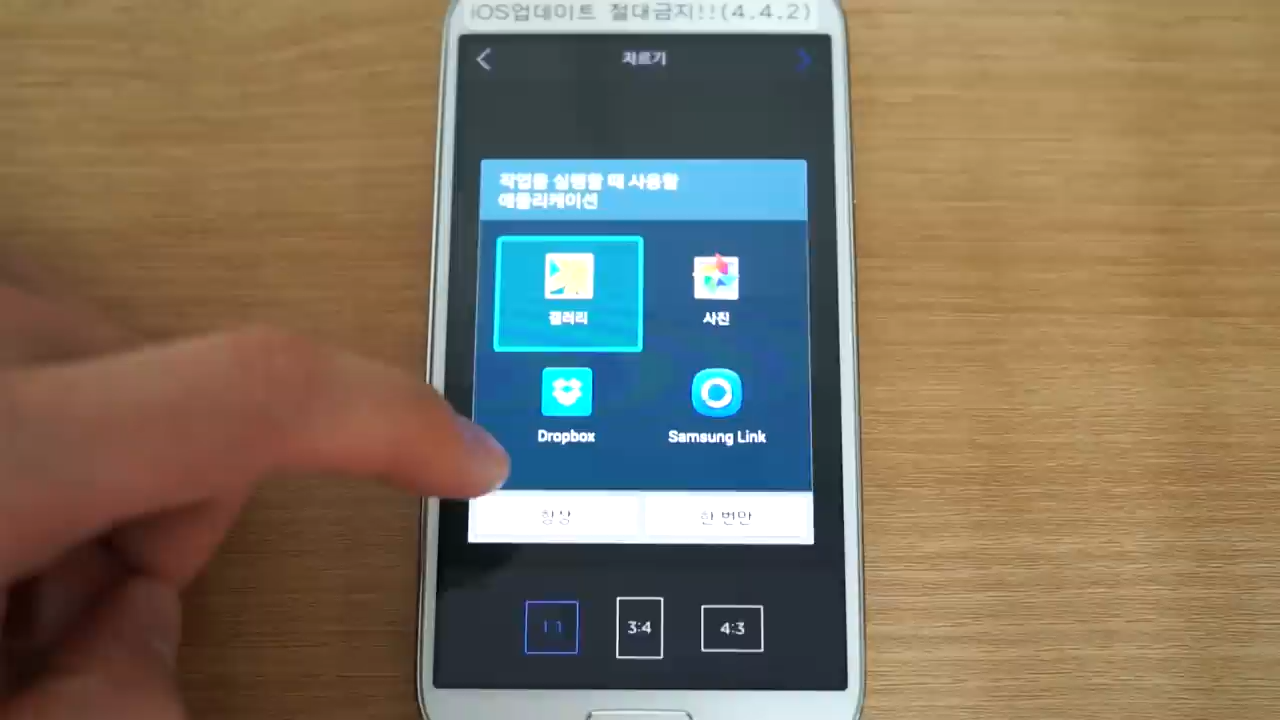 iOS업데이트 절대금지!!(4.4.2)
자르기
작업을 실행할 때 사용할
애플리케이션
갤러리
사진
Dropbox
Samsung Link
항상
한 번만
1:1
3:4
4:3